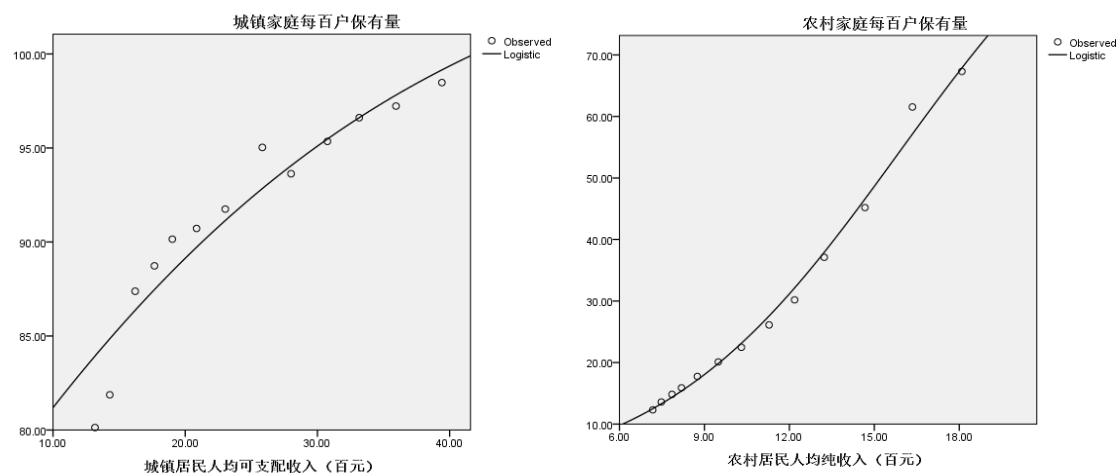 城镇家庭每百户保有量
Observed
Logistic
100.00
95.00
90.00
85.00
80.00
10.00
20.00
30.00
40.00
城镇居民人均可支配收入（百元）
农村家庭每百户保有量
Observed
Logistic
70.00
60.00
50.00
40.00
30.00
20.00
10.00
6.00
9.00
12.00
15.00
18.00
农村居民人均纯收入（百元）